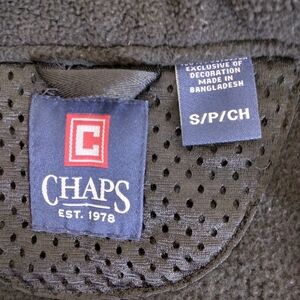 C
CHAPS
EST. 1978
EXCLUSIVE OF
DECORATION
MADE IN
BANGLADESH
S/P/CH